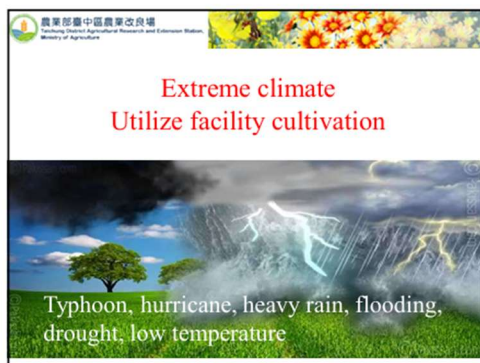 農業部臺中區農業改良場
Taichung District Agricultural Research and Extension Station,
Ministry of Agriculture
Extreme climate
Utilize facility cultivation
Typhoon, hurricane, heavy rain, flooding,
drought, low temperature